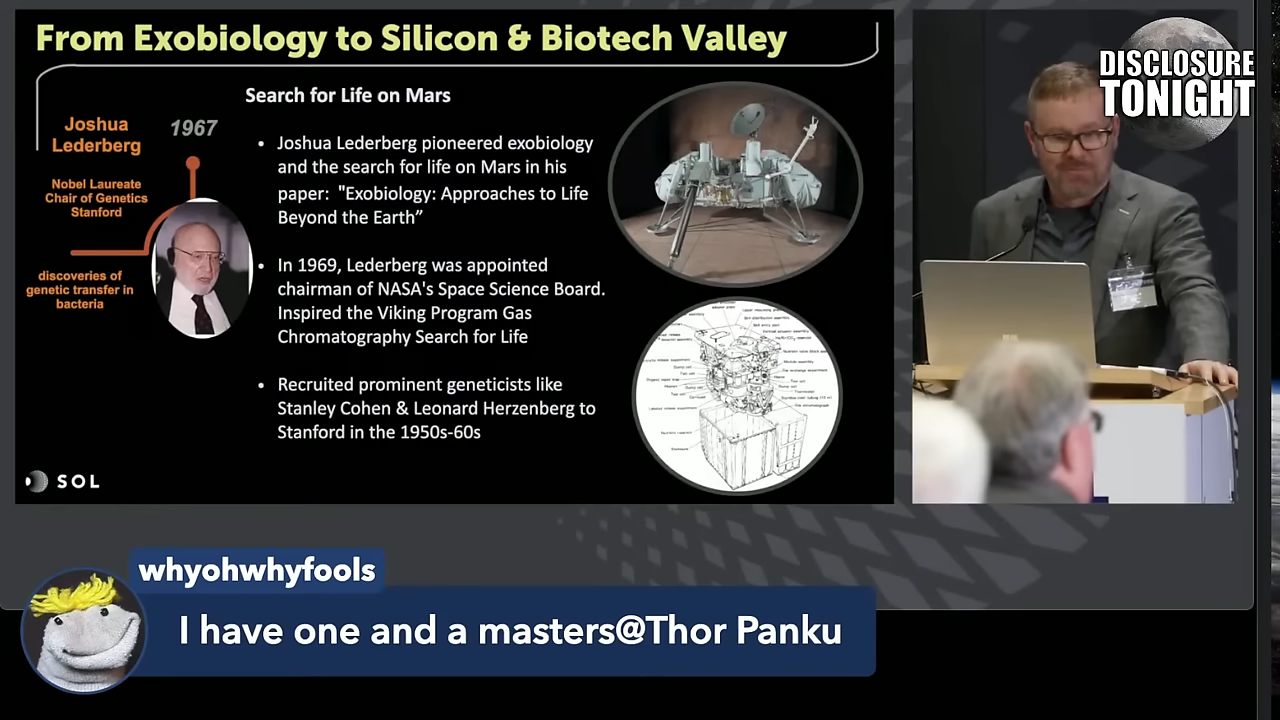 From Exobiology to Silicon & Biotech Valley
Joshua
Lederberg
1967
Nobel Laureate
Chair of Genetics
Stanford
discoveries of
genetic transfer in
bacteria
Search for Life on Mars
• Joshua Lederberg pioneered exobiology
and the search for life on Mars in his
paper: "Exobiology: Approaches to Life
Beyond the Earth”
• In 1969, Lederberg was appointed
chairman of NASA's Space Science Board.
Inspired the Viking Program Gas
Chromatography Search for Life
• Recruited prominent geneticists like
Stanley Cohen & Leonard Herzenberg to
Stanford in the 1950s-60s
SOL
DISCLOSURE
TONIGHT
whyohwhyfools
I have one and a masters@Thor Panku